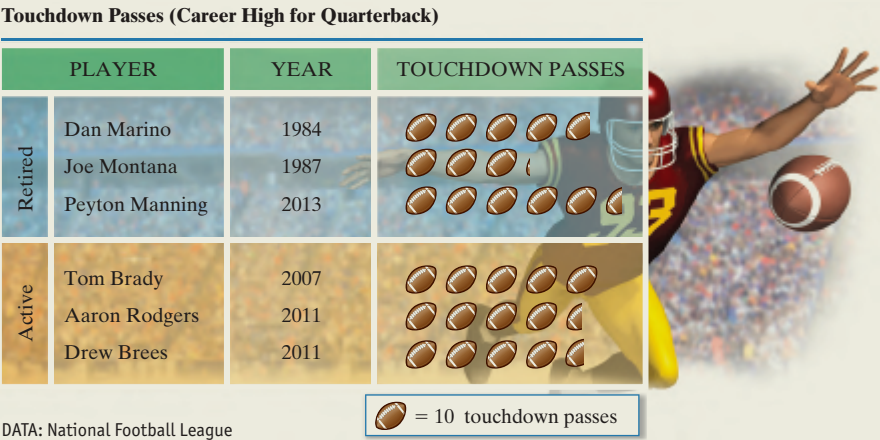 Touchdown Passes (Career High for Quarterback)
PLAYER YEAR TOUCHDOWN PASSES
Retired
Dan Marino 1984
Joe Montana 1987
Peyton Manning 2013
Active
Tom Brady 2007
Aaron Rodgers 2011
Drew Brees 2011
= 10 touchdown passes
DATA: National Football League